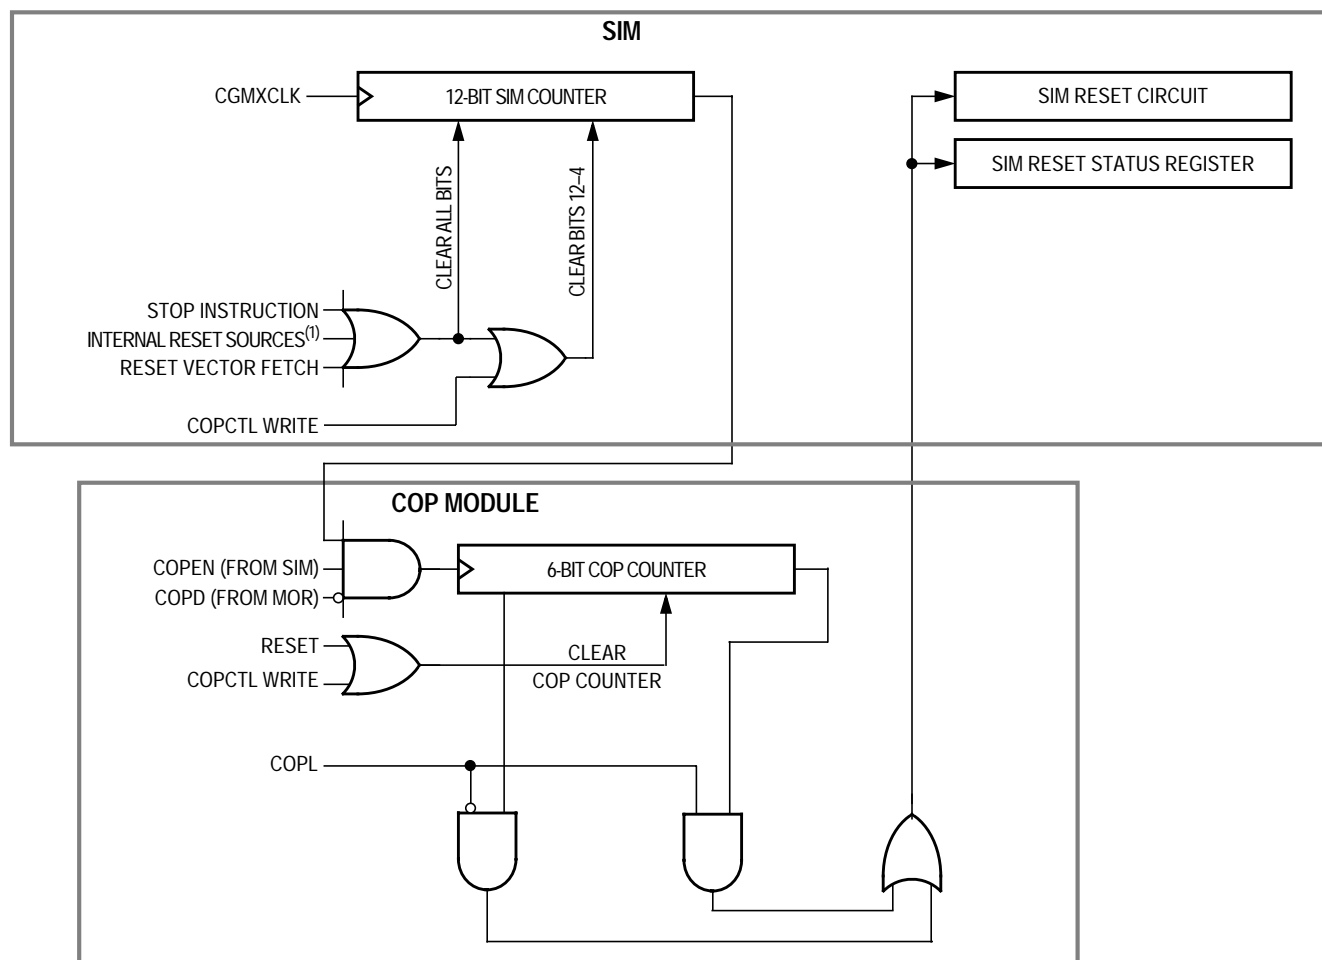 SIM
CGMXCLK
12-BIT SIM COUNTER
SIM RESET CIRCUIT
SIM RESET STATUS REGISTER
CLEAR ALL BITS
CLEAR BITS 12–4
STOP INSTRUCTION
INTERNAL RESET SOURCES(1)
RESET VECTOR FETCH
COPCTL WRITE
COP MODULE
COPEN (FROM SIM)
6-BIT COP COUNTER
COPD (FROM MOR)
RESET
CLEAR
COPCTL WRITE
COP COUNTER
COPL